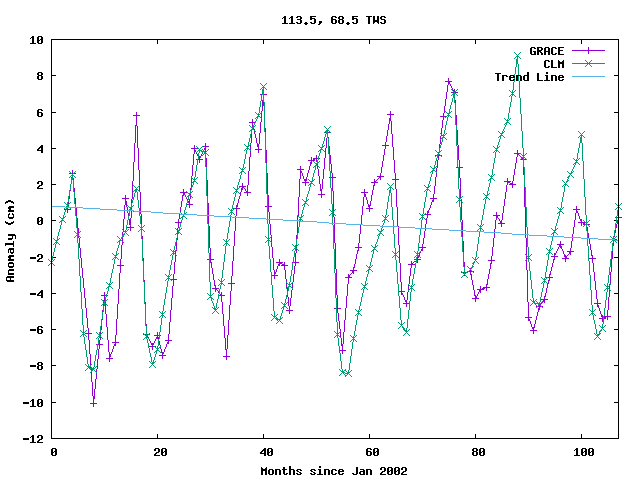 113.5, 68.5 TWS
GRACE
CLM
Trend Line
Anomaly (cm)
10
8
6
4
2
0
-2
-4
-6
-8
-10
-12
0 20 40 60 80 100
Months since Jan 2002